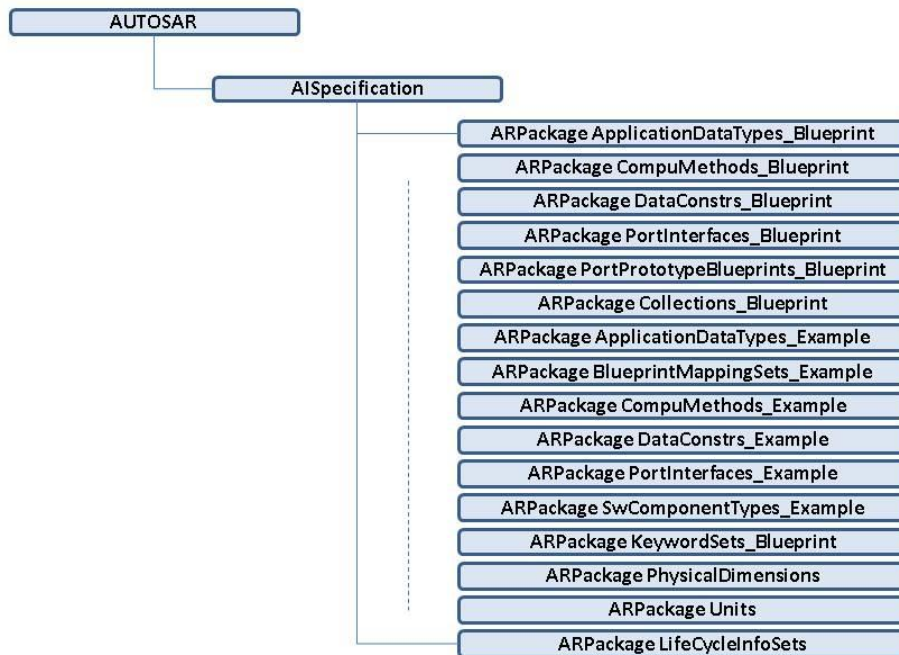 AUTOSAR
AISpecification
ARPackage ApplicationDataTypes_Blueprint
ARPackage CompuMethods_Blueprint
ARPackage DataConstrs_Blueprint
ARPackage PortInterfaces_Blueprint
ARPackage PortPrototypeBlueprints_Blueprint
ARPackage Collections_Blueprint
ARPackage ApplicationDataTypes_Example
ARPackage BlueprintMappingSets_Example
ARPackage CompuMethods_Example
ARPackage DataConstrs_Example
ARPackage PortInterfaces_Example
ARPackage SwComponentTypes_Example
ARPackage KeywordSets_Blueprint
ARPackage PhysicalDimensions
ARPackage Units
ARPackage LifeCycleInfoSets